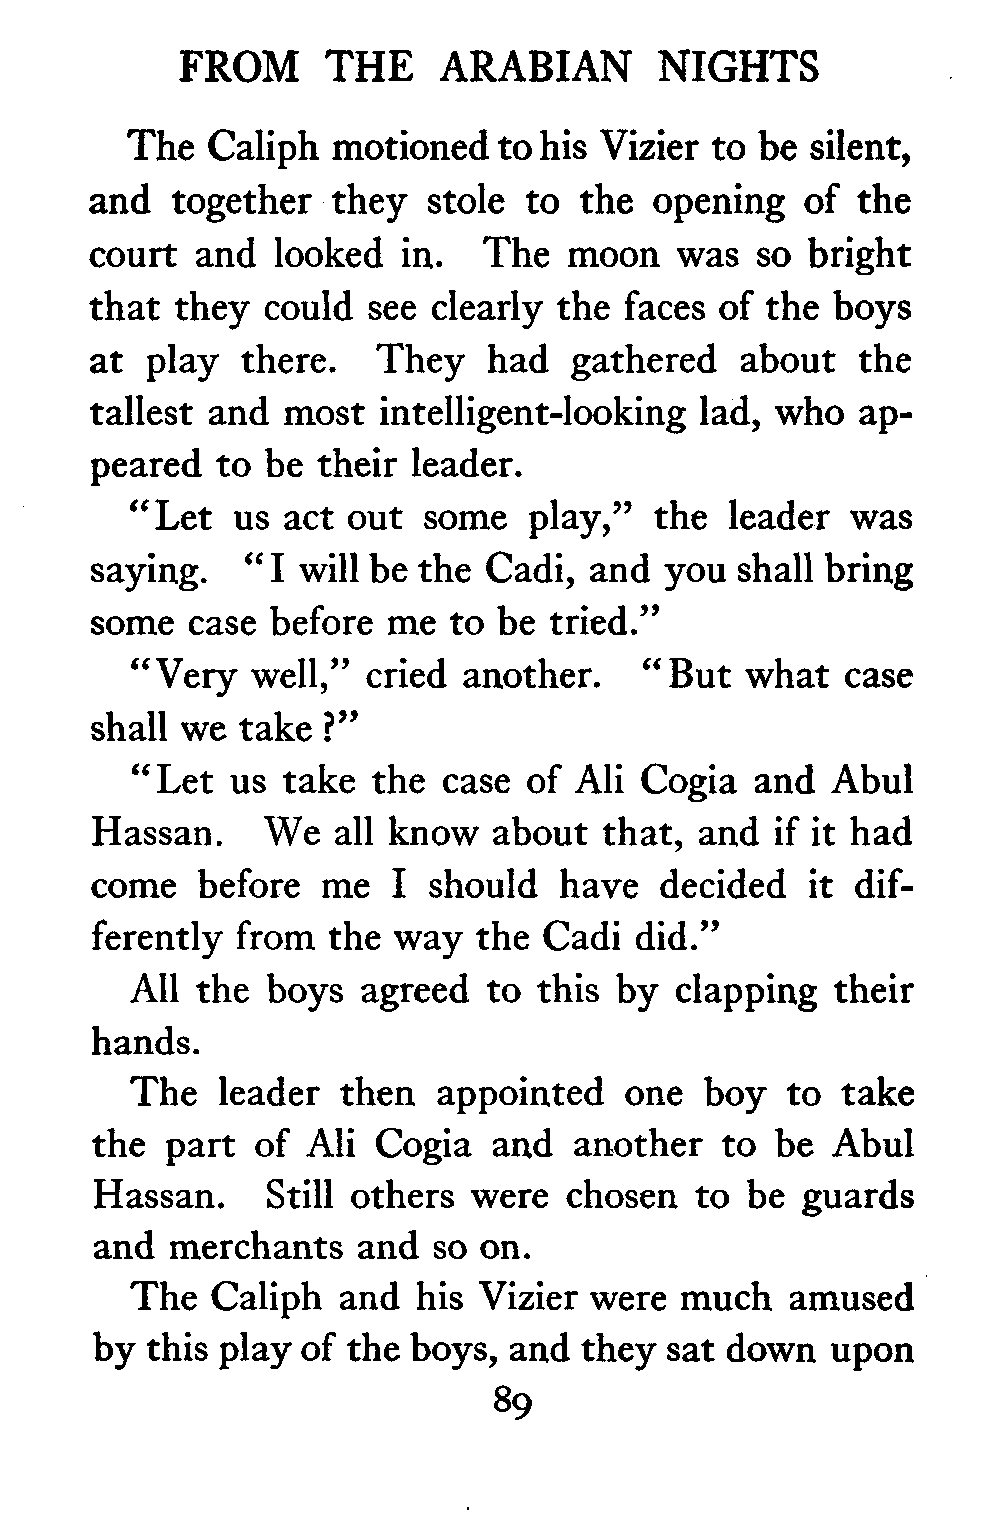 FROM THE ARABIAN NIGHTS
The Caliph motioned to his Vizier to be silent,
and together they stole to the opening of the
court and looked in. The moon was so bright
that they could see clearly the faces of the boys
at play there. They had gathered about the
tallest and most intelligent-looking lad, who ap-
peared to be their leader.
“Let us act out some play,” the leader was
saying. “I will be the Cadi, and you shall bring
some case before me to be tried.”
“Very well,” cried another. “But what case
shall we take?”
“Let us take the case of Ali Cogia and Abul
Hassan. We all know about that, and if it had
come before me I should have decided it dif-
ferently from the way the Cadi did.”
All the boys agreed to this by clapping their
hands.
The leader then appointed one boy to take
the part of Ali Cogia and another to be Abul
Hassan. Still others were chosen to be guards
and merchants and so on.
The Caliph and his Vizier were much amused
by this play of the boys, and they sat down upon
89